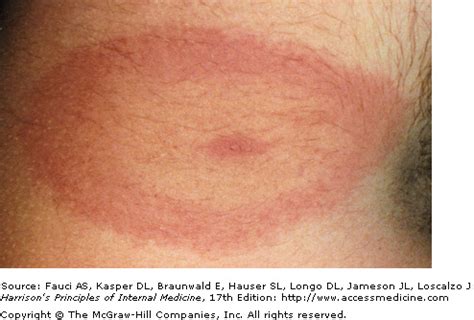 Source: Fauci AS, Kasper DL, Braunwald E, Hauser SL, Longo DL, Jameson JL, Loscalzo J
Harrison's Principles of Internal Medicine, 17th Edition: http://www.accessmedicine.com
Copyright © The McGraw-Hill Companies, Inc. All rights reserved.